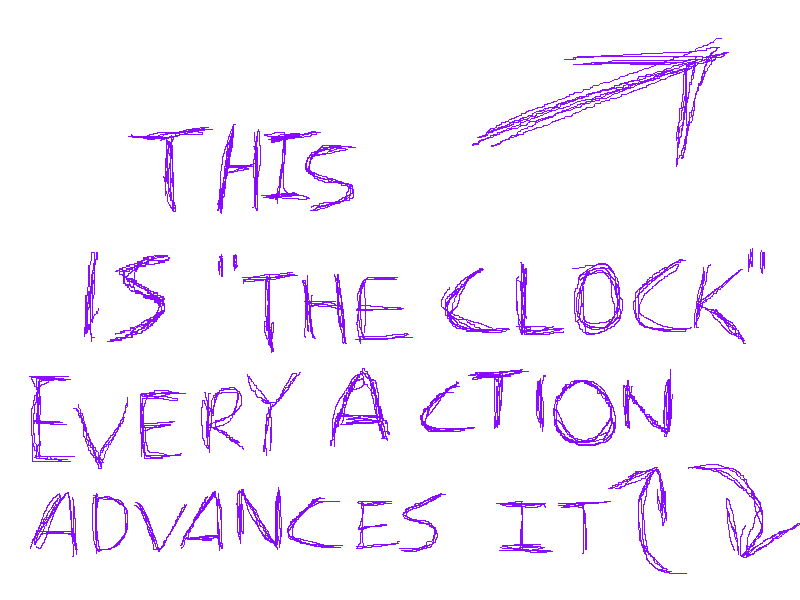 THIS
IS "THE CLOCK"
EVERY ACTION
ADVANCES IT